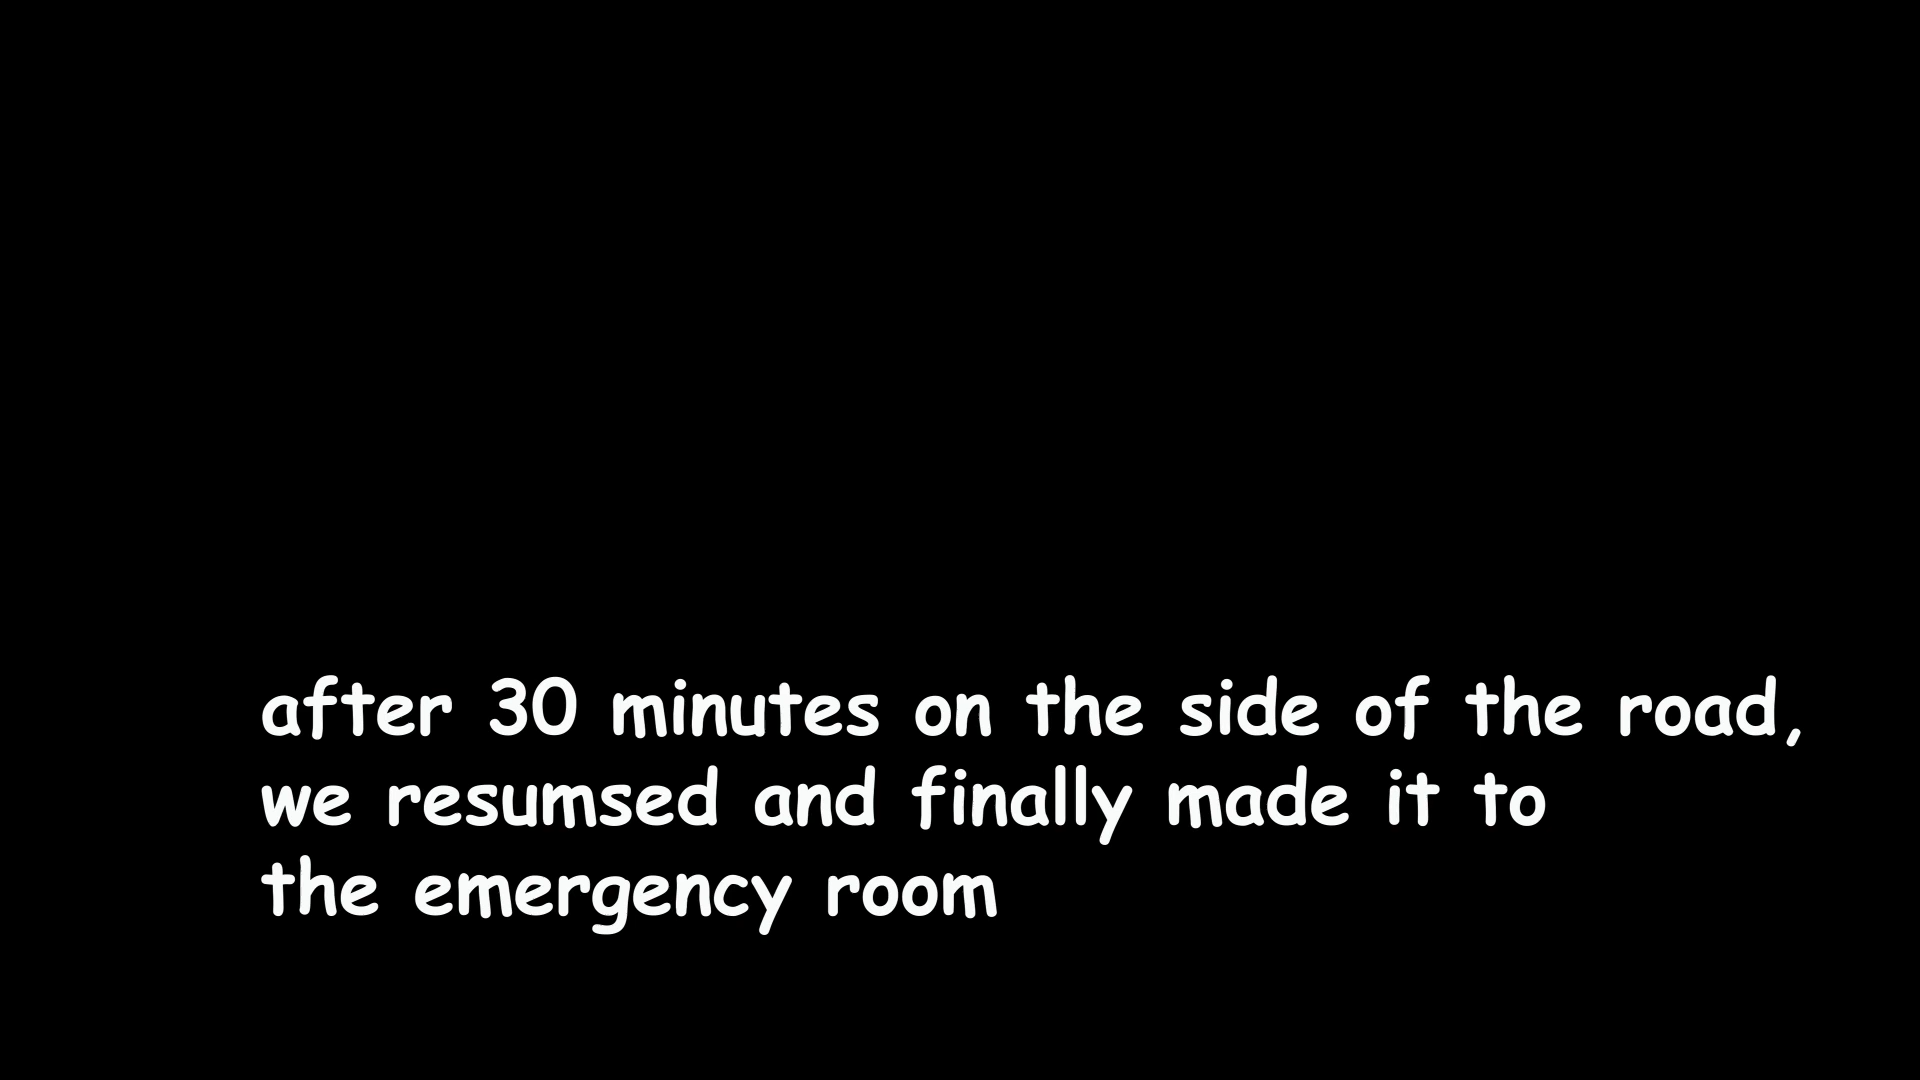 after 30 minutes on the side of the road,
we resumsed and finally made it to
the emergency room